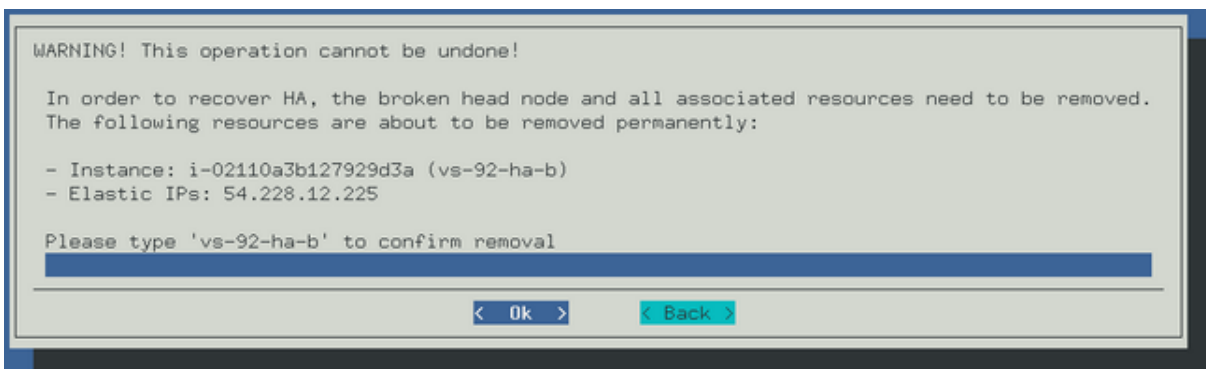 WARNING! This operation cannot be undone!
In order to recover HA, the broken head node and all associated resources need to be removed.
The following resources are about to be removed permanently:
- Instance: i-02110a3b127929d3a (vs-92-ha-b)
- Elastic IPs: 54.228.12.225
Please type 'vs-92-ha-b' to confirm removal
< Ok > < Back >